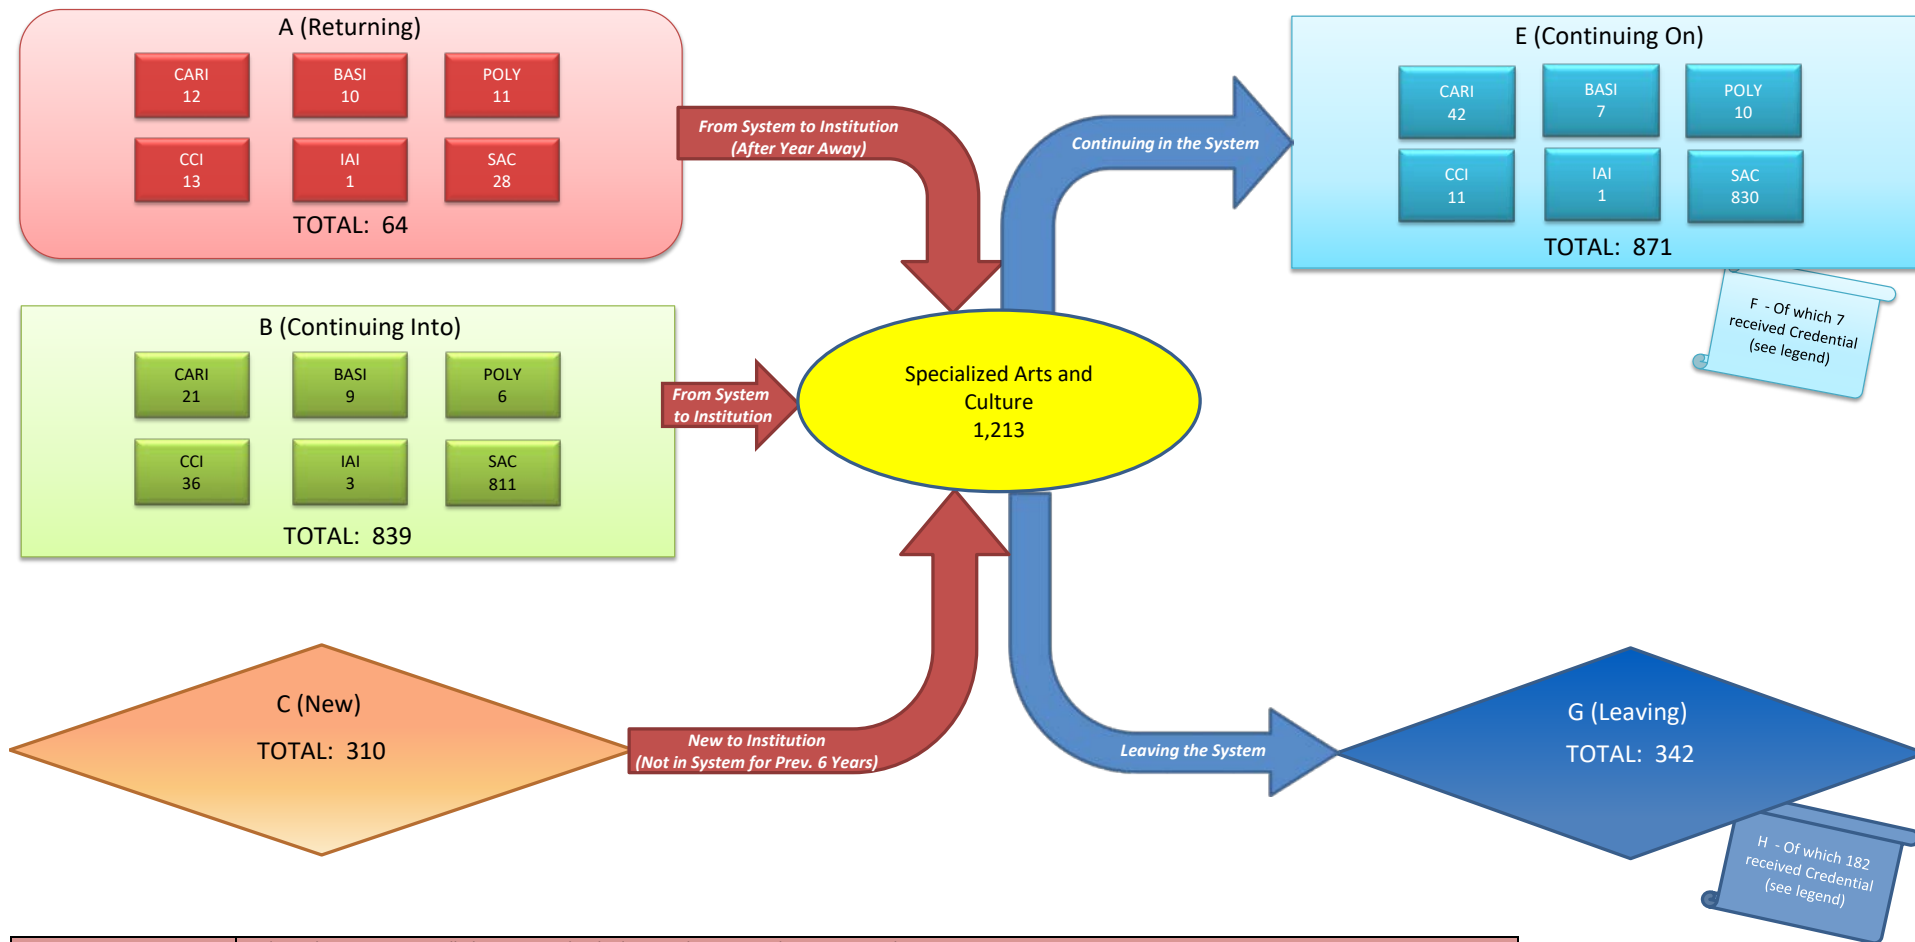 A (Returning)
CARI
12
BASI
10
POLY
11
CCI
13
IAI
1
SAC
28
TOTAL: 64
From System to Institution
(After Year Away)
Continuing in the System
E (Continuing On)
CARI
42
BASI
7
POLY
10
CCI
11
IAI
1
SAC
830
TOTAL: 871
F - Of which 7
received Credential
(see legend)
B (Continuing Into)
CARI
21
BASI
9
POLY
6
CCI
36
IAI
3
SAC
811
TOTAL: 839
From System
to Institution
Specialized Arts and
Culture
1,213
C (New)
TOTAL: 310
New to Institution
(Not in System for Prev. 6 Years)
Leaving the System
G (Leaving)
TOTAL: 342
H - Of which 182
received Credential
(see legend)